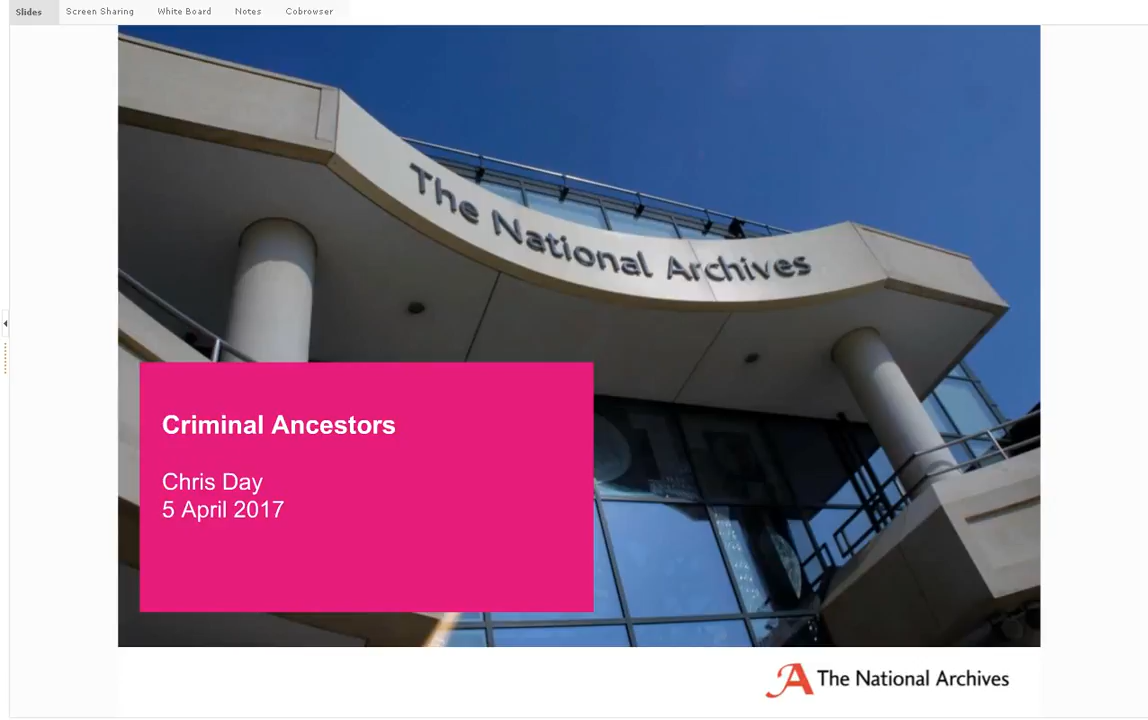 Slides Screen Sharing White Board Notes Cobrowser
The National Archives
Criminal Ancestors
Chris Day
5 April 2017
The National Archives